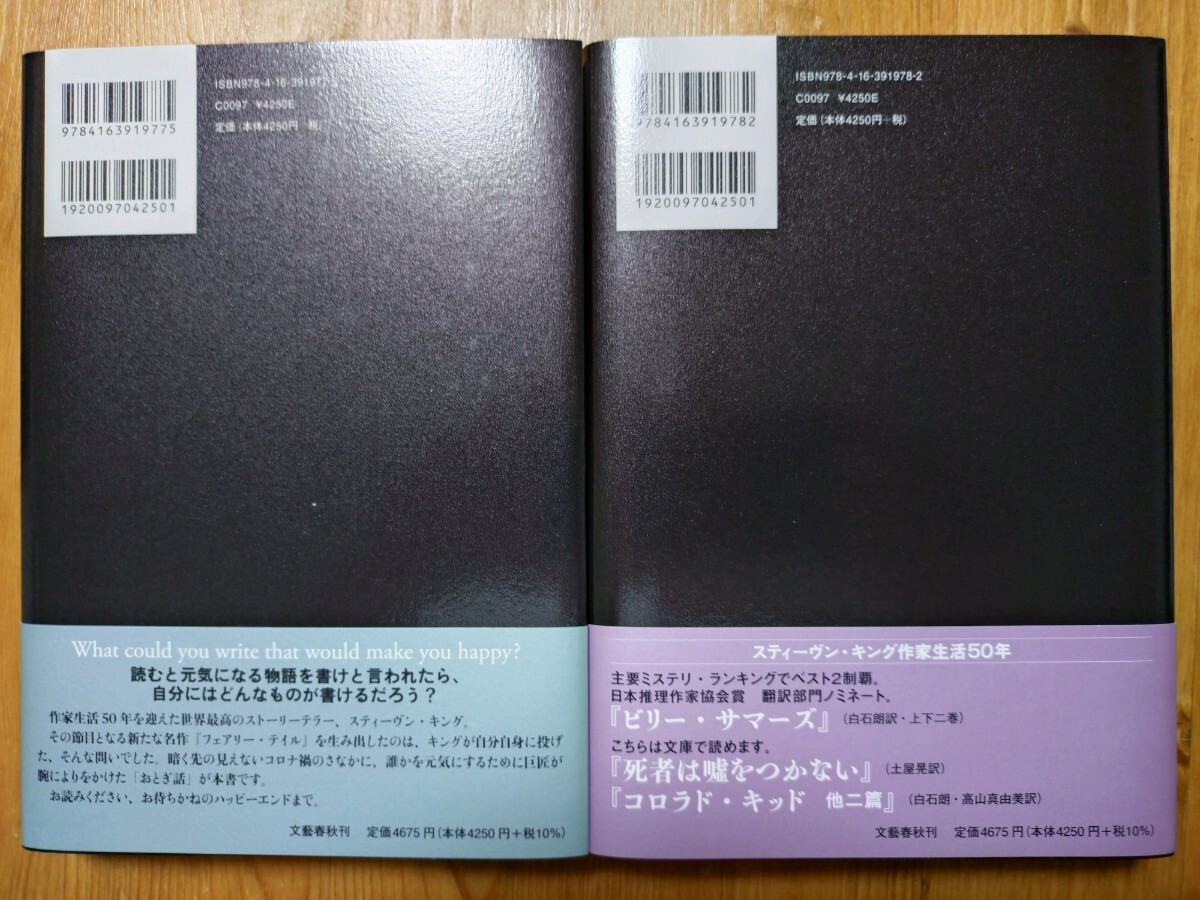 9784163919775
1920097042501
ISBN978-4-16-391977-
C0097 ¥4250E
定価(本体4250円 税)
What could you write that would make you happy?
読むと元気になる物語を書けと言われたら、
自分にはどんなものが書けるだろう?
作家生活50年を迎えた世界最高のストーリーテラー、スティーヴン・キング。
その節目となる新たな名作『フェアリー・テイル』を生み出したのは、キングが自分自身に投げ
た、そんな問いでした。暗く先の見えないコロナ禍のさなかに、誰かを元気にするために巨匠が
腕によりをかけた「おとぎ話」が本書です。
お読みください、お待ちかねのハッピーエンドまで。
文藝春秋刊 定価4675円(本体4250円+税10%)
9784163919782
1920097042501
ISBN978-4-16-391978-2
C0097 ¥4250E
定価(本体4250円+税)
スティーヴン・キング作家生活50年
主要ミステリ・ランキングでベスト2制覇。
日本推理作家協会賞 翻訳部門ノミネート。
『ビリー・サマーズ』(白石朗訳・上下二巻)
こちらは文庫で読めます。
『死者は嘘をつかない』(土屋晃訳)
『コロラド・キッド 他二篇』(白石朗・高山真由美訳)
文藝春秋刊 定価4675円(本体4250円+税10%)